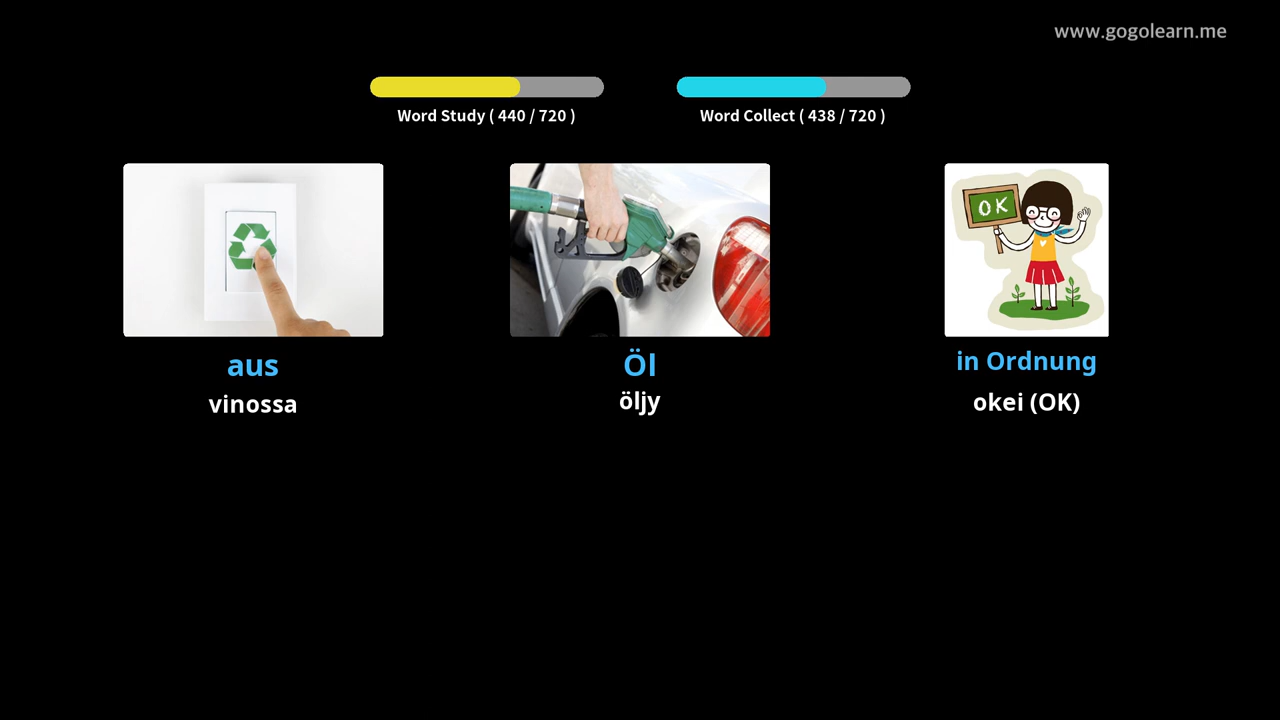 www.gogolearn.me
Word Study ( 440 / 720 )
Word Collect ( 438 / 720 )
OK
aus
vinossa
Öl
öljy
in Ordnung
okei (OK)